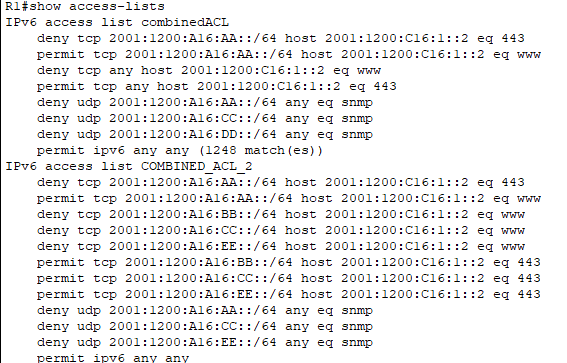 R1#show access-lists
IPv6 access list combinedACL
deny tcp 2001:1200:A16:AA::/64 host 2001:1200:C16:1::2 eq 443
permit tcp 2001:1200:A16:AA::/64 host 2001:1200:C16:1::2 eq www
deny tcp any host 2001:1200:C16:1::2 eq www
permit tcp any host 2001:1200:C16:1::2 eq 443
deny udp 2001:1200:A16:AA::/64 any eq snmp
deny udp 2001:1200:A16:CC::/64 any eq snmp
deny udp 2001:1200:A16:DD::/64 any eq snmp
permit ipv6 any any (1248 match(es))
IPv6 access list COMBINED_ACL_2
deny tcp 2001:1200:A16:AA::/64 host 2001:1200:C16:1::2 eq 443
permit tcp 2001:1200:A16:AA::/64 host 2001:1200:C16:1::2 eq www
deny tcp 2001:1200:A16:BB::/64 host 2001:1200:C16:1::2 eq www
deny tcp 2001:1200:A16:CC::/64 host 2001:1200:C16:1::2 eq www
deny tcp 2001:1200:A16:EE::/64 host 2001:1200:C16:1::2 eq www
permit tcp 2001:1200:A16:BB::/64 host 2001:1200:C16:1::2 eq 443
permit tcp 2001:1200:A16:CC::/64 host 2001:1200:C16:1::2 eq 443
permit tcp 2001:1200:A16:EE::/64 host 2001:1200:C16:1::2 eq 443
deny udp 2001:1200:A16:AA::/64 any eq snmp
deny udp 2001:1200:A16:CC::/64 any eq snmp
deny udp 2001:1200:A16:EE::/64 any eq snmp
permit ipv6 any any